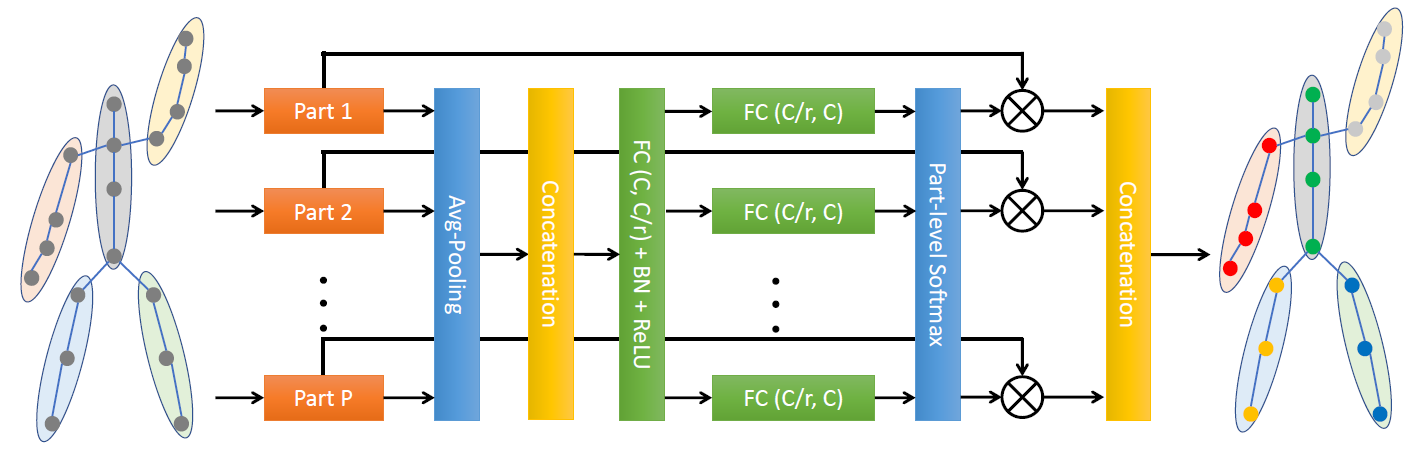 Part 1
Part 2
Part P
Avg-Pooling
Concatenation
FC (C, C/r) + BN + ReLU
FC (C/r, C)
FC (C/r, C)
FC (C/r, C)
Part-level Softmax
Concatenation